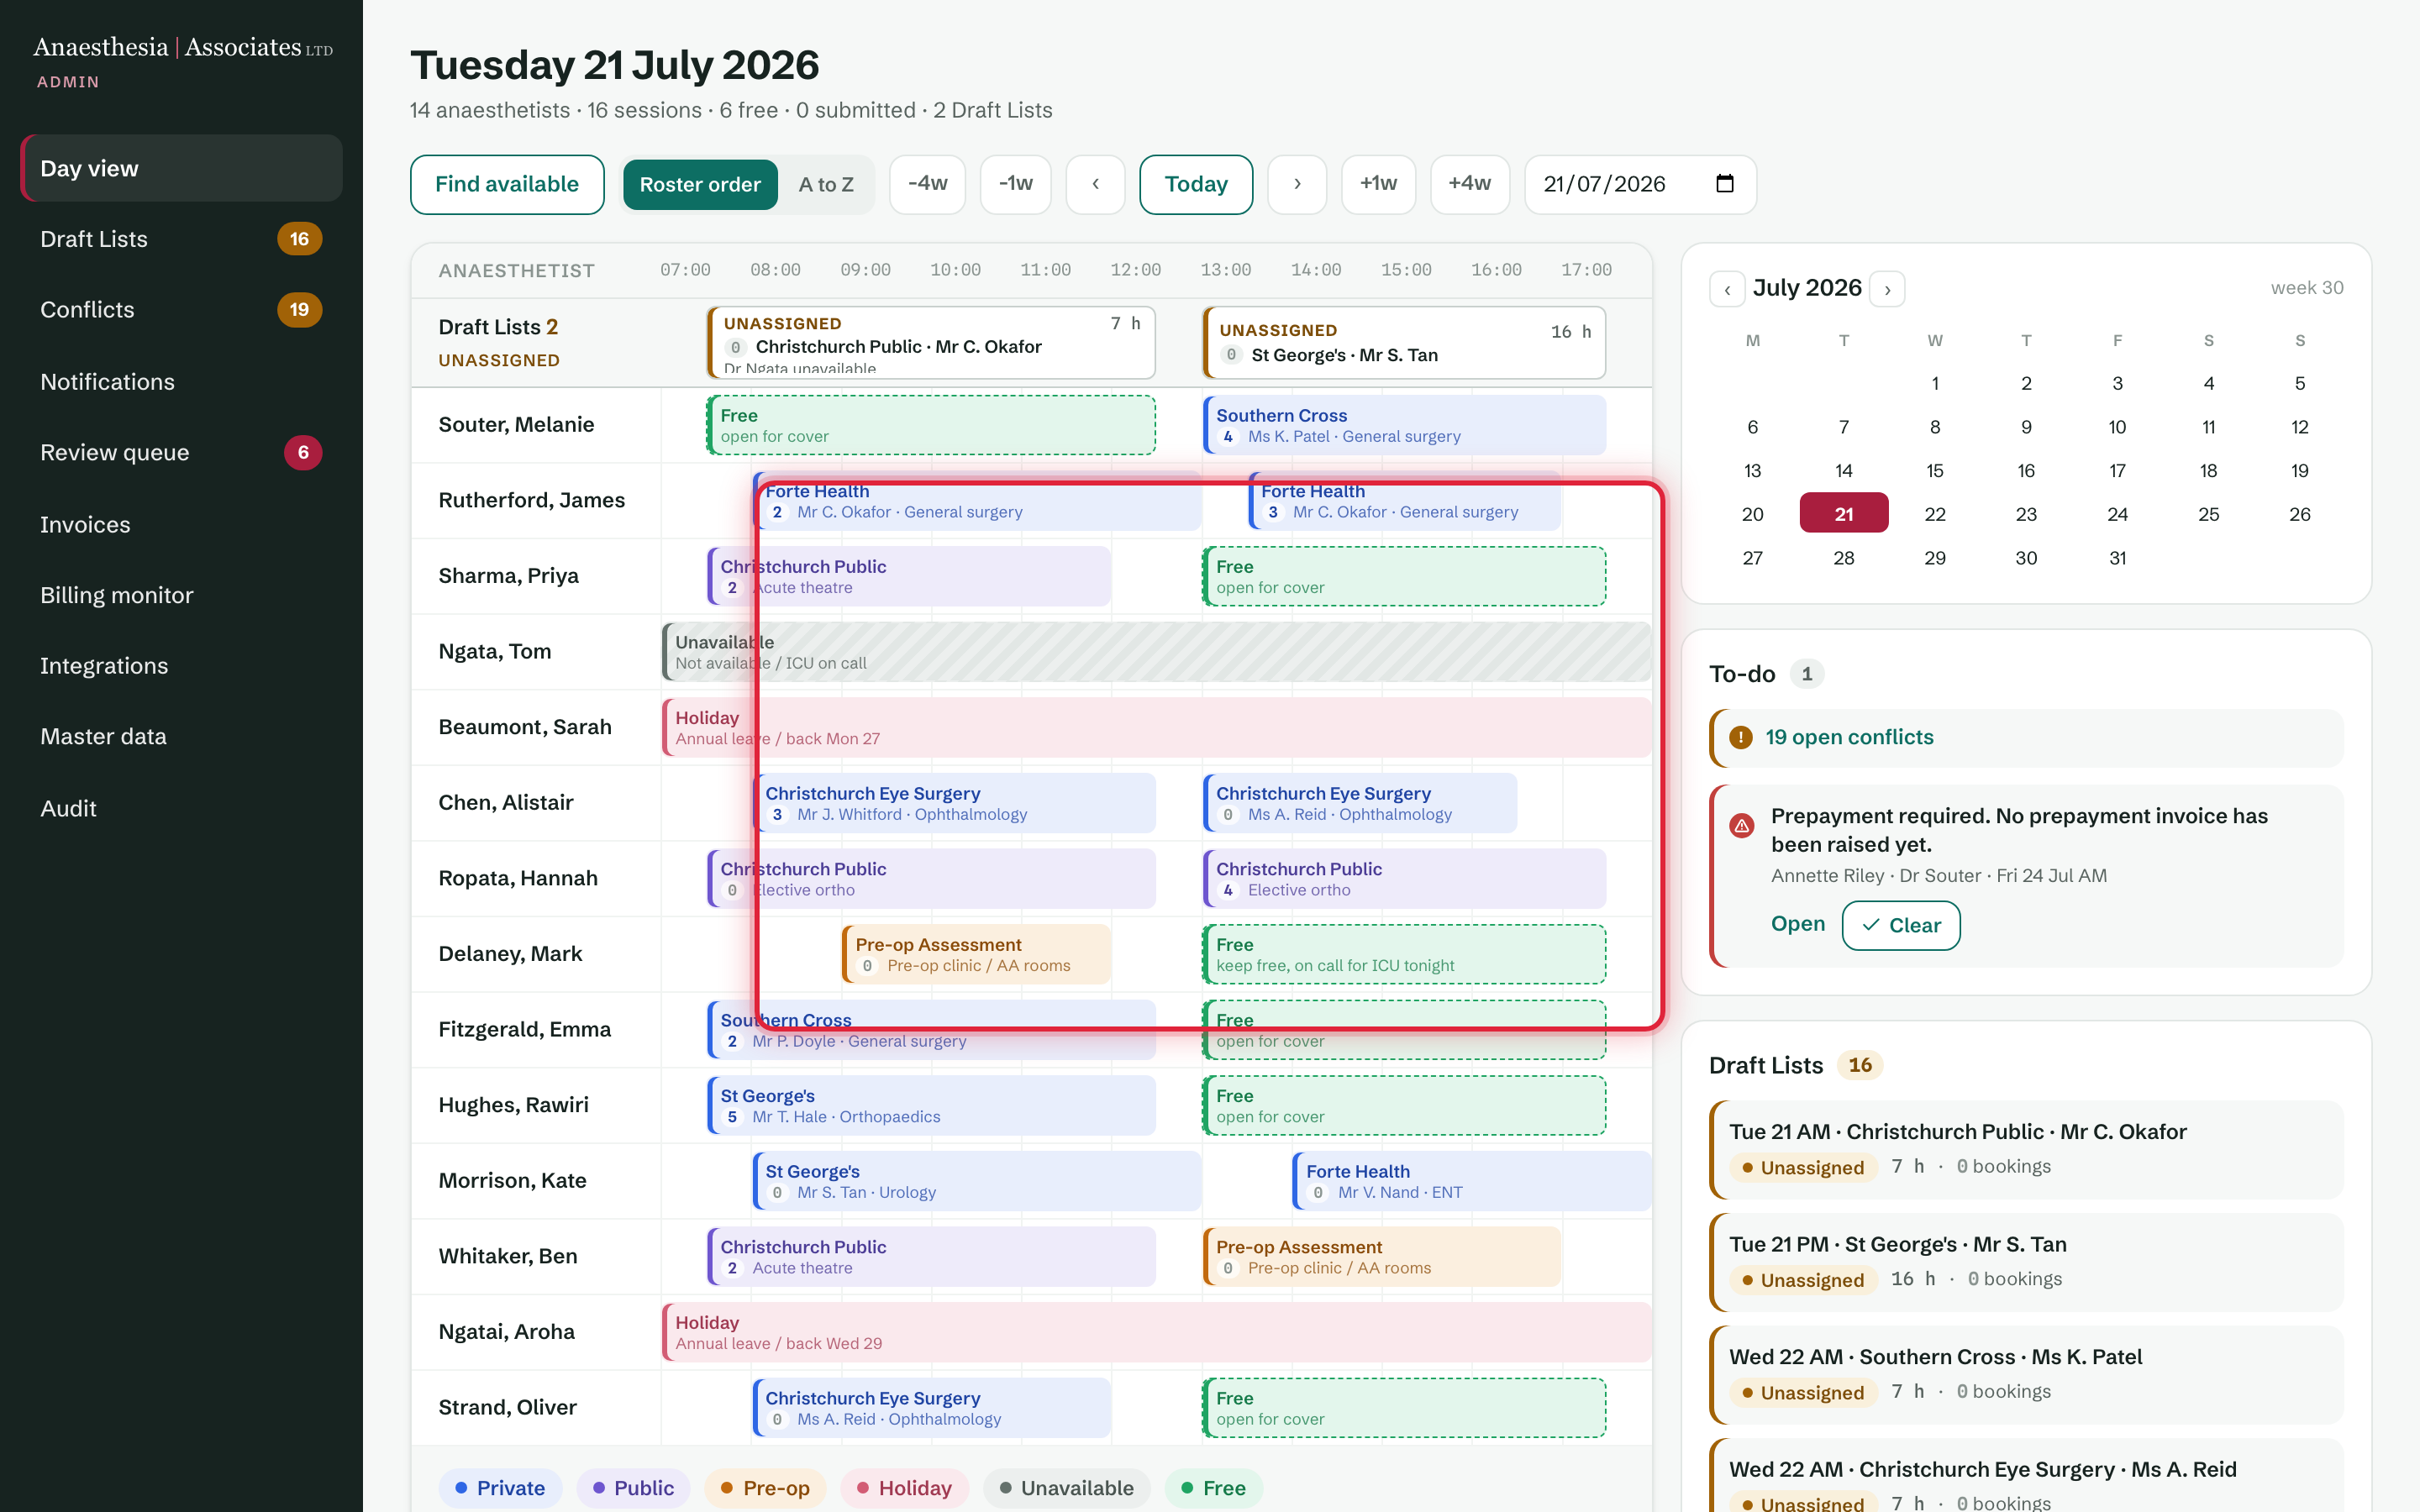 Anaesthesia | Associates LTD
ADMIN
Day view
Draft Lists 16
Conflicts 19
Notifications
Review queue 6
Invoices
Billing monitor
Integrations
Master data
Audit
Tuesday 21 July 2026
14 anaesthetists · 16 sessions · 6 free · 0 submitted · 2 Draft Lists
Find available
Roster order
A to Z
-4w
-1w
‹
Today
›
+1w
+4w
21/07/2026
ANAESTHETIST 07:00 08:00 09:00 10:00 11:00 12:00 13:00 14:00 15:00 16:00 17:00
Draft Lists 2
UNASSIGNED
UNASSIGNED 7 h
0 Christchurch Public · Mr C. Okafor
Dr Ngata unavailable
UNASSIGNED 16 h
0 St George's · Mr S. Tan
Souter, Melanie
Free
open for cover
Southern Cross
4 Ms K. Patel · General surgery
Rutherford, James
Forte Health
2 Mr C. Okafor · General surgery
Forte Health
3 Mr C. Okafor · General surgery
Sharma, Priya
Christchurch Public
2 Acute theatre
Free
open for cover
Ngata, Tom
Unavailable
Not available / ICU on call
Beaumont, Sarah
Holiday
Annual leave / back Mon 27
Chen, Alistair
Christchurch Eye Surgery
3 Mr J. Whitford · Ophthalmology
Christchurch Eye Surgery
0 Ms A. Reid · Ophthalmology
Ropata, Hannah
Christchurch Public
0 Elective ortho
Christchurch Public
4 Elective ortho
Delaney, Mark
Pre-op Assessment
0 Pre-op clinic / AA rooms
Free
keep free, on call for ICU tonight
Fitzgerald, Emma
Southern Cross
2 Mr P. Doyle · General surgery
Free
open for cover
Hughes, Rawiri
St George's
5 Mr T. Hale · Orthopaedics
Free
open for cover
Morrison, Kate
St George's
0 Mr S. Tan · Urology
Forte Health
0 Mr V. Nand · ENT
Whitaker, Ben
Christchurch Public
2 Acute theatre
Pre-op Assessment
0 Pre-op clinic / AA rooms
Ngatai, Aroha
Holiday
Annual leave / back Wed 29
Strand, Oliver
Christchurch Eye Surgery
0 Ms A. Reid · Ophthalmology
Free
open for cover
Private
Public
Pre-op
Holiday
Unavailable
Free
‹ July 2026 › week 30
M T W T F S S
1 2 3 4 5
6 7 8 9 10 11 12
13 14 15 16 17 18 19
20 21 22 23 24 25 26
27 28 29 30 31
To-do 1
19 open conflicts
Prepayment required. No prepayment invoice has
been raised yet.
Annette Riley · Dr Souter · Fri 24 Jul AM
Open
Clear
Draft Lists 16
Tue 21 AM · Christchurch Public · Mr C. Okafor
Unassigned 7 h · 0 bookings
Tue 21 PM · St George's · Mr S. Tan
Unassigned 16 h · 0 bookings
Wed 22 AM · Southern Cross · Ms K. Patel
Unassigned 7 h · 0 bookings
Wed 22 AM · Christchurch Eye Surgery · Ms A. Reid
Unassigned 7 h · 0 bookings